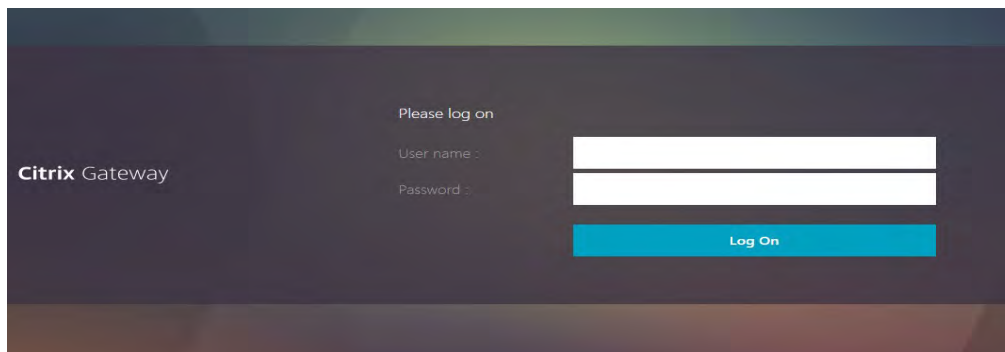 Citrix Gateway
Please log on
User name :
Password :
Log On